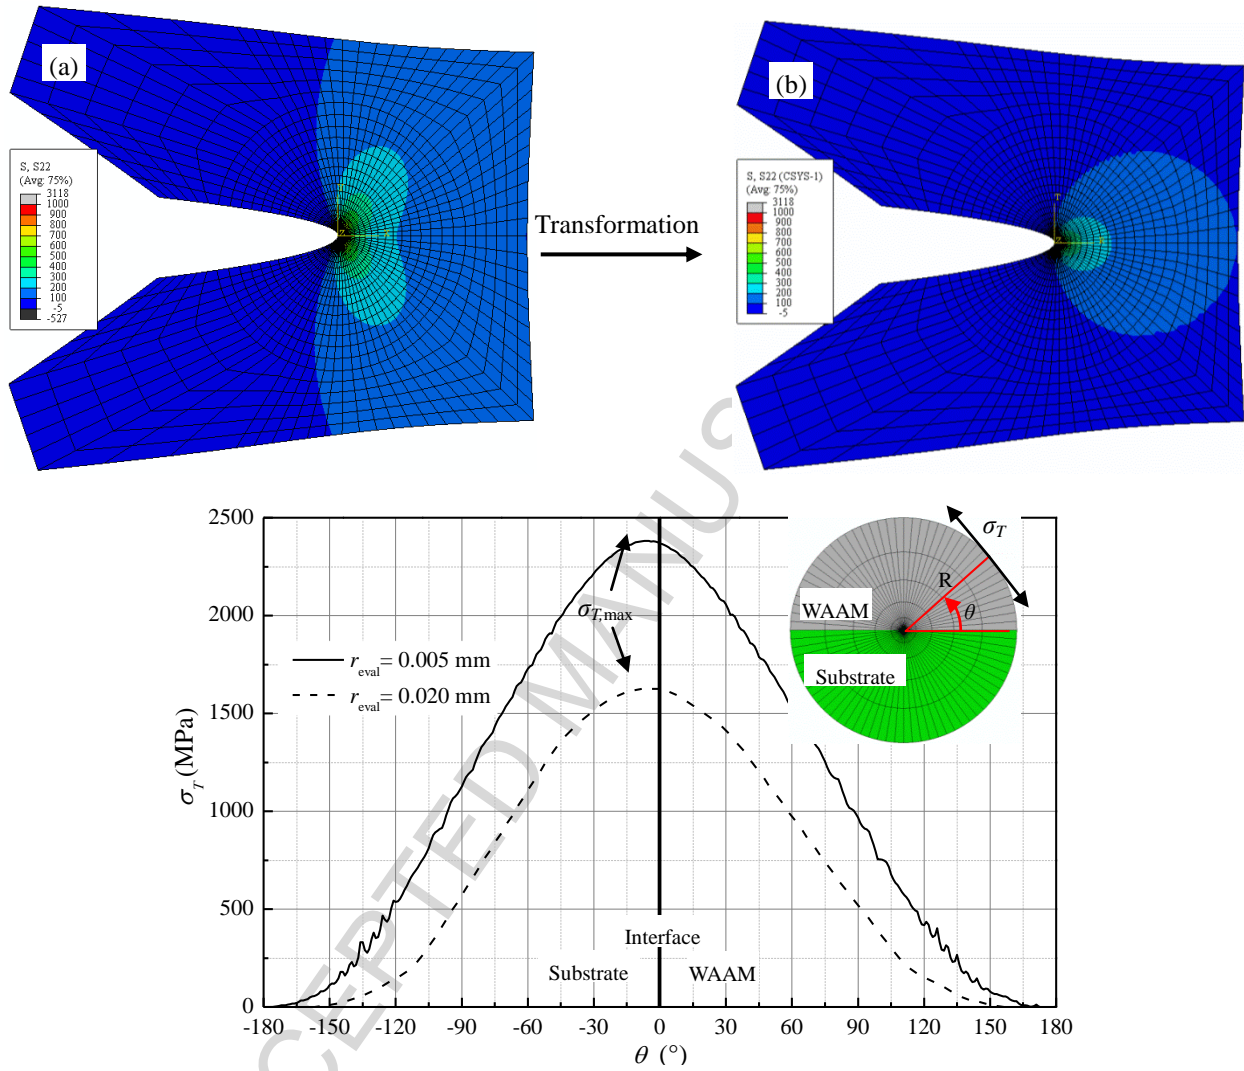 (a)
S, S22
(Avg: 75%)
3118
1000
900
800
700
600
500
400
300
200
100
-5
-527
Y
Z
X
Transformation
(b)
S, S22 (CSYS-1)
(Avg: 75%)
3118
1000
900
800
700
600
500
400
300
200
100
-5
T
Z
R
CEPTED MANUS
2500
2000
1500
1000
500
0
σT (MPa)
σT,max
reval= 0.005 mm
reval= 0.020 mm
σT
R
WAAM
θ
Substrate
Interface
Substrate
WAAM
-180 -150 -120 -90 -60 -30 0 30 60 90 120 150 180
θ (°)